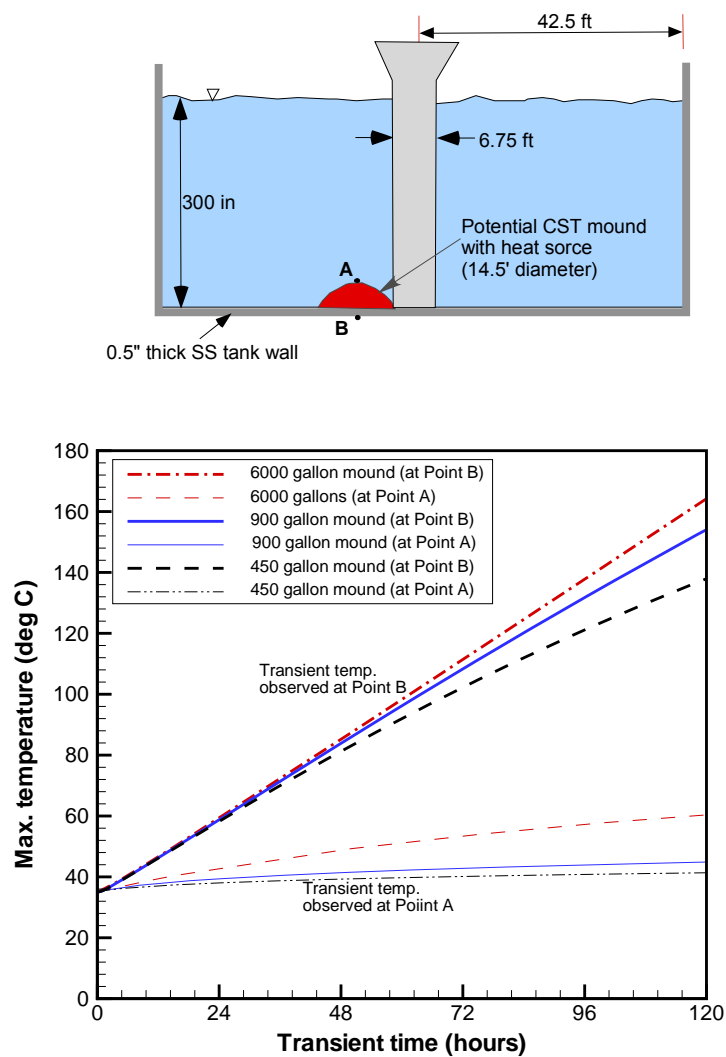 42.5 ft
6.75 ft
300 in
Potential CST mound
with heat sorce
(14.5' diameter)
A
B
0.5" thick SS tank wall
180
160
140
120
100
80
60
40
20
0
Max. temperature (deg C)
6000 gallon mound (at Point B)
6000 gallons (at Point A)
900 gallon mound (at Point B)
900 gallon mound (at Point A)
450 gallon mound (at Point B)
450 gallon mound (at Point A)
Transient temp.
observed at Point B
Transient temp.
observed at Poiint A
0 24 48 72 96 120
Transient time (hours)